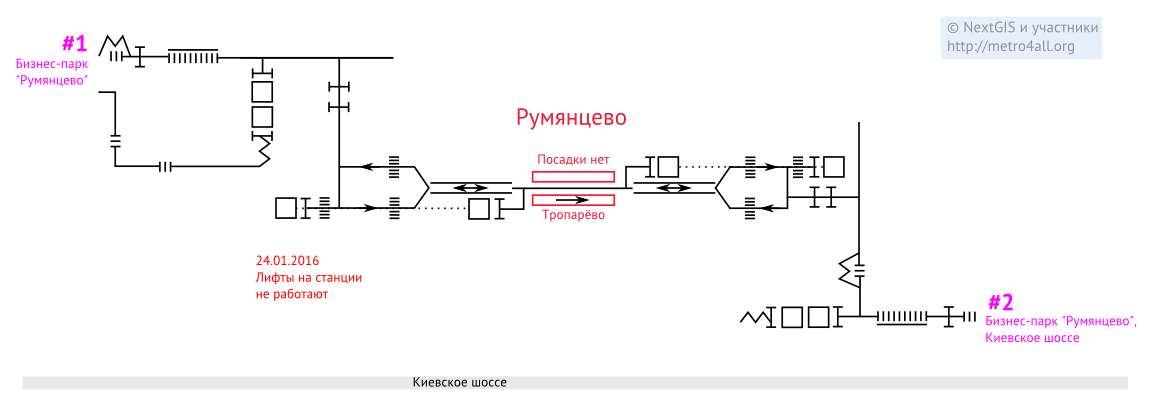 © NextGIS и участники
http://metro4all.org
#1
Бизнес-парк
"Румянцево"
Румянцево
Посадки нет
Тропарёво
24.01.2016
Лифты на станции
не работают
#2
Бизнес-парк "Румянцево",
Киевское шоссе
Киевское шоссе